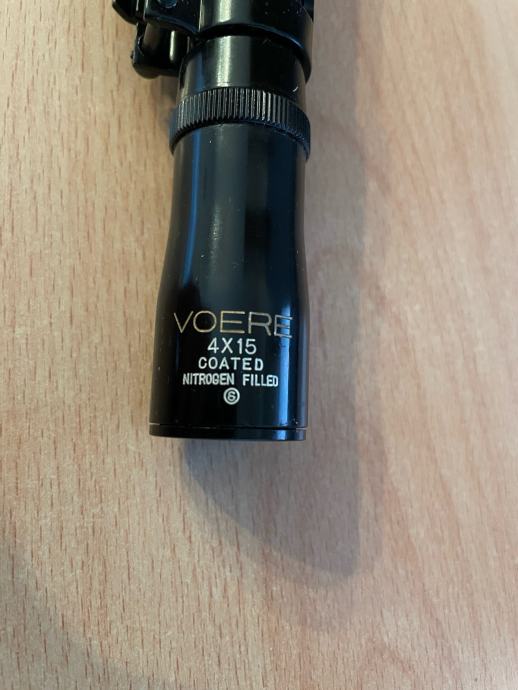 VOERE
4X15
COATED
NITROGEN FILLED
Ⓖ